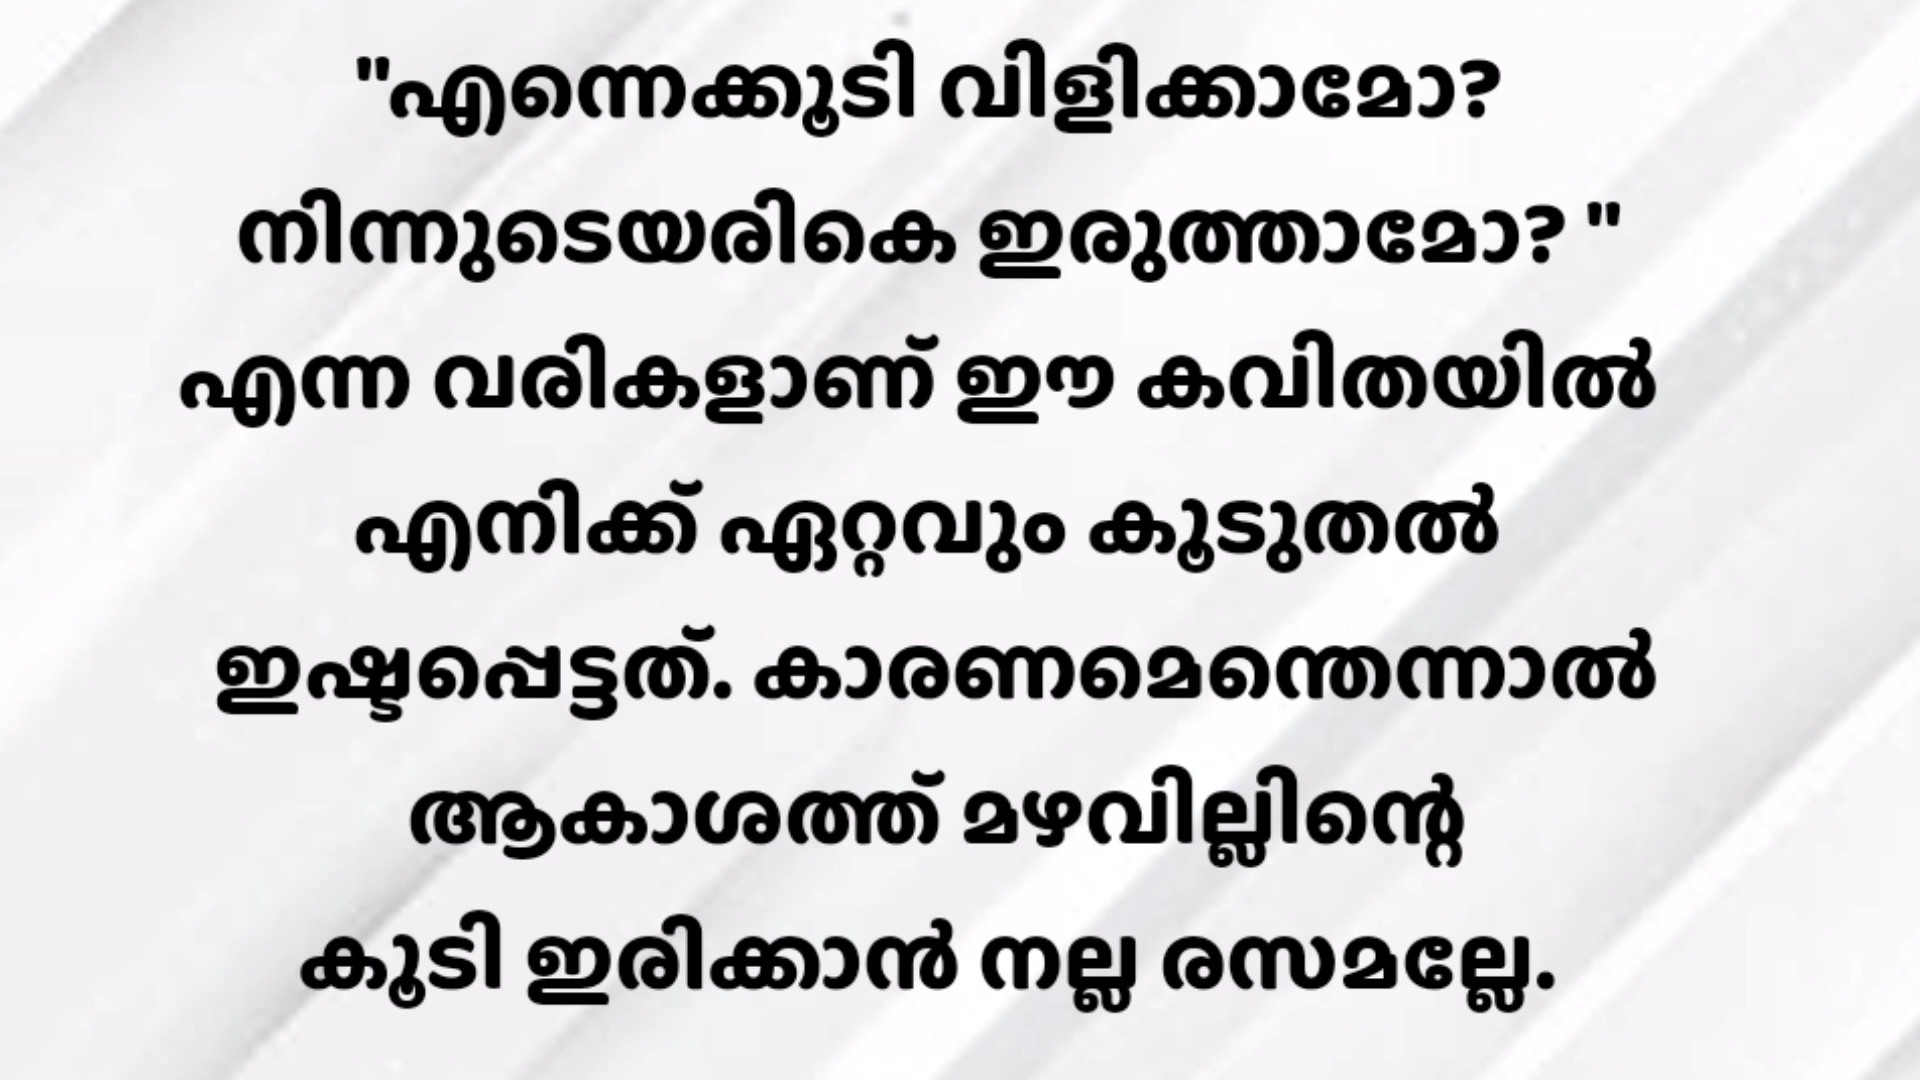 "എന്നെക്കൂടി വിളിക്കാമോ?
നിന്നുടെയരികെ ഇരുത്താമോ? "
എന്ന വരികളാണ് ഈ കവിതയിൽ
എനിക്ക് ഏറ്റവും കൂടുതൽ
ഇഷ്ടപ്പെട്ടത്. കാരണമെന്തെന്നാൽ
ആകാശത്ത് മഴവില്ലിന്റെ
കൂടി ഇരിക്കാൻ നല്ല രസമല്ലേ.